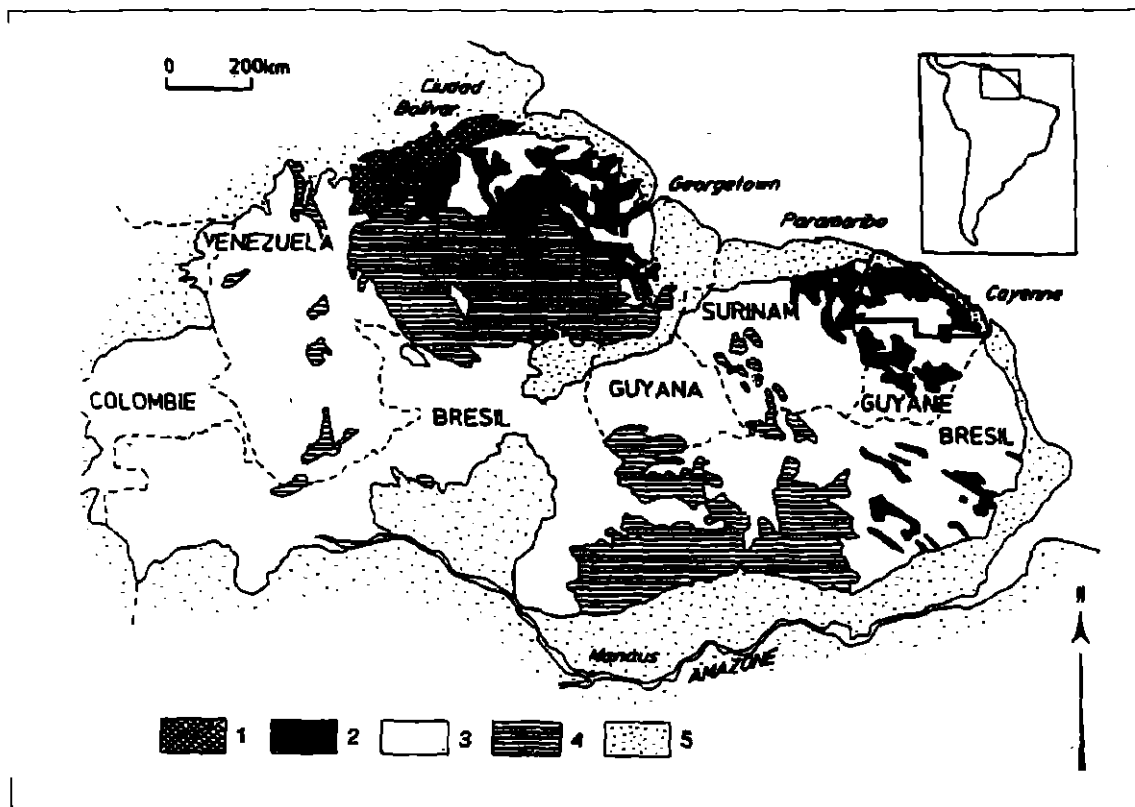 0 200km
Ciudad
Bolivar
Georgetown
Paramaribo
Cayenne
VENEZUELA
SURINAM
COLOMBIE
BRESIL
GUYANA
GUYANE
BRESIL
N
Manaus
AMAZONE
1 2 3 4 5